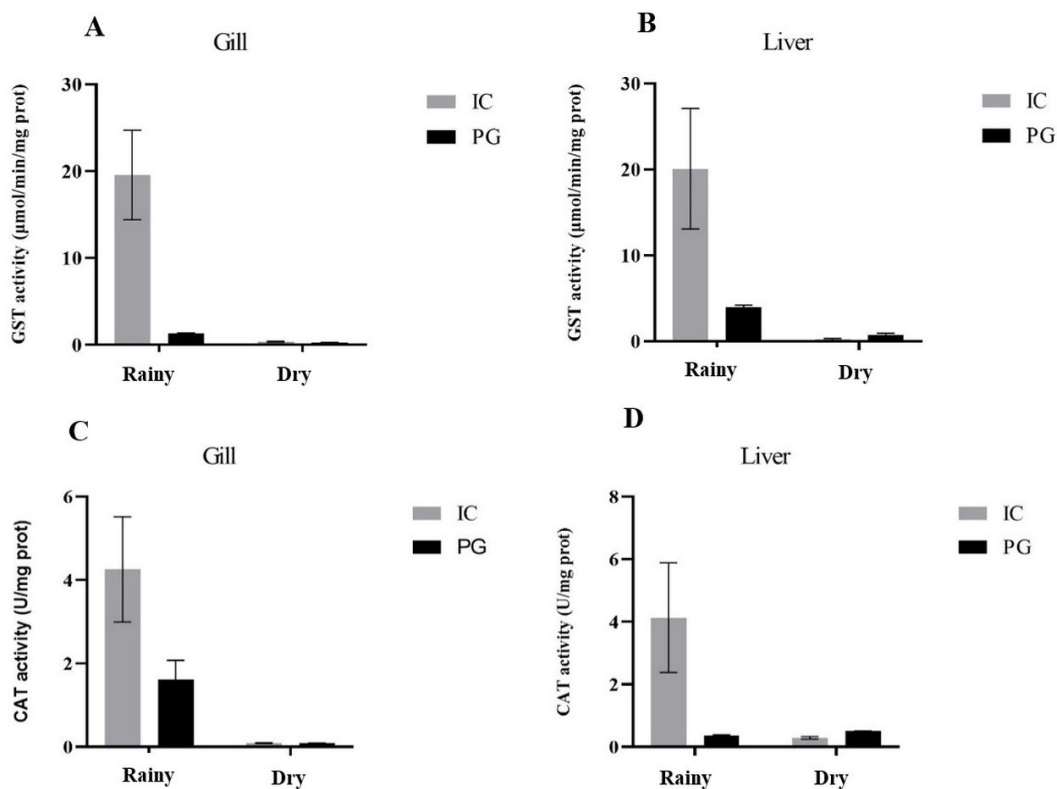 A
Gill
GST activity (μmol/min/mg prot)
30
20
10
0
Rainy
Dry
IC
PG
B
Liver
GST activity (μmol/min/mg prot)
30
20
10
0
Rainy
Dry
IC
PG
C
Gill
CAT activity (U/mg prot)
6
4
2
0
Rainy
Dry
IC
PG
D
Liver
CAT activity (U/mg prot)
8
6
4
2
0
Rainy
Dry
IC
PG